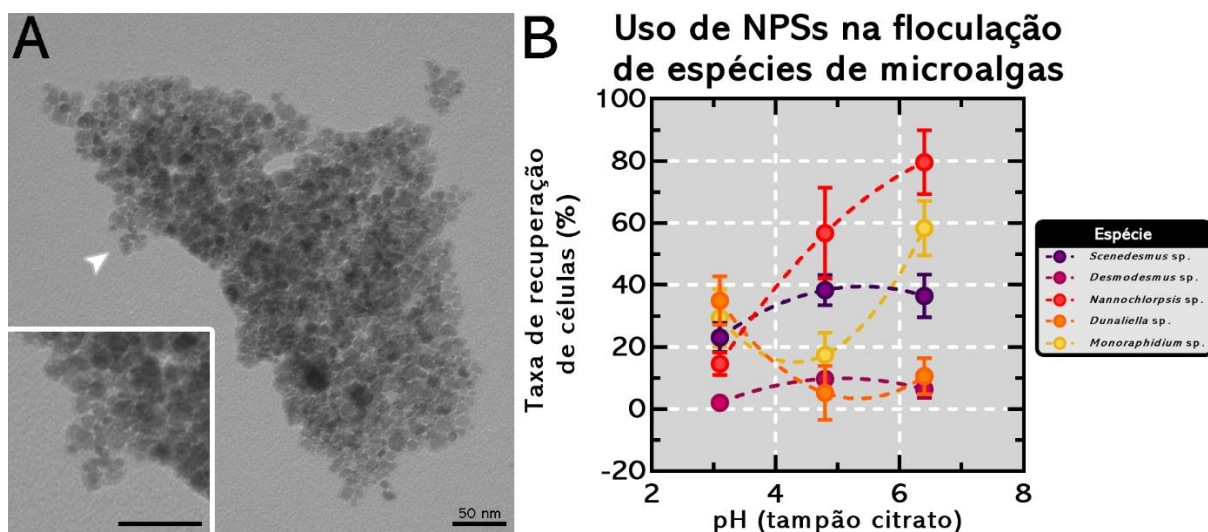 A
50 nm
B
Uso de NPSs na floculação
de espécies de microalgas
Taxa de recuperação
de células (%)
100
80
60
40
20
0
-20
2
4
6
8
pH (tampão citrato)
Espécie
Scenedesmus sp.
Desmodesmus sp.
Nannochlorpsis sp.
Dunaliella sp.
Monoraphidium sp.